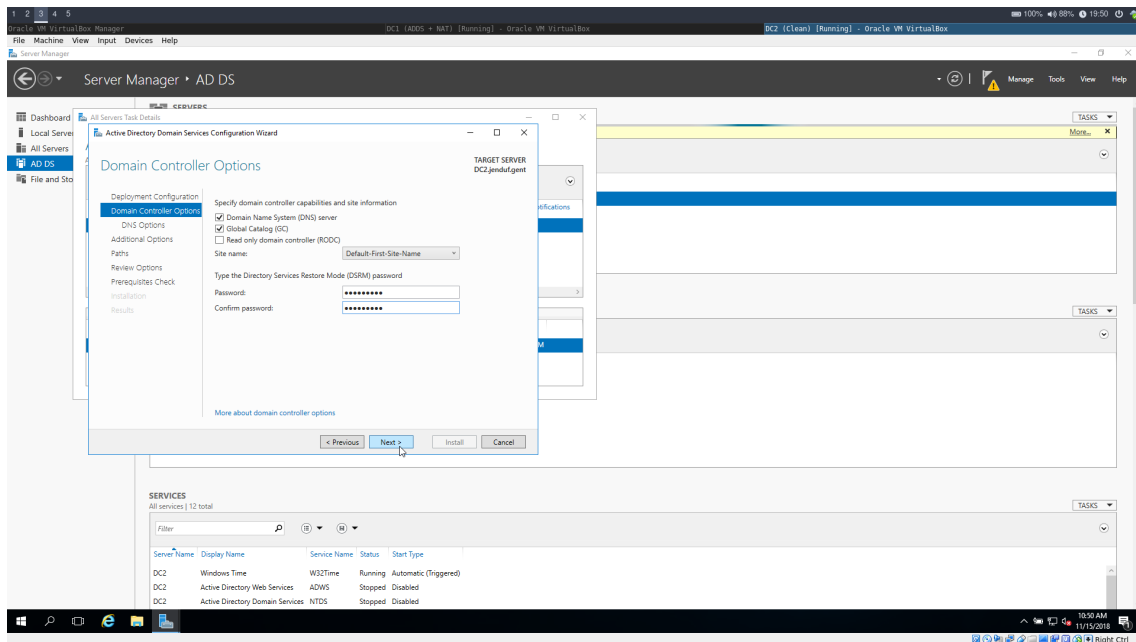 1 2 3 4 5
100% 88% 19:50
Oracle VM VirtualBox Manager
DC1 (ADDS + NAT) [Running] - Oracle VM VirtualBox
DC2 (Clean) [Running] - Oracle VM VirtualBox
File Machine View Input Devices Help
Server Manager
Server Manager • AD DS
Manage Tools View Help
SERVERS
Dashboard
Local Server
All Servers
AD DS
File and Sto
All Servers Task Details
TASKS
More...
Active Directory Domain Services Configuration Wizard
Domain Controller Options
TARGET SERVER
DC2.jenduf.gent
Deployment Configuration
Domain Controller Options
DNS Options
Additional Options
Paths
Review Options
Prerequisites Check
Installation
Results
Specify domain controller capabilities and site information
Domain Name System (DNS) server
Global Catalog (GC)
Read only domain controller (RODC)
Site name: Default-First-Site-Name
Type the Directory Services Restore Mode (DSRM) password
Password:
Confirm password:
More about domain controller options
< Previous Next > Install Cancel
TASKS
SERVICES
All services | 12 total
TASKS
Filter
Server Name Display Name Service Name Status Start Type
DC2 Windows Time W32Time Running Automatic (Triggered)
DC2 Active Directory Web Services ADWS Stopped Disabled
DC2 Active Directory Domain Services NTDS Stopped Disabled
10:50 AM
11/15/2018
Right Ctrl